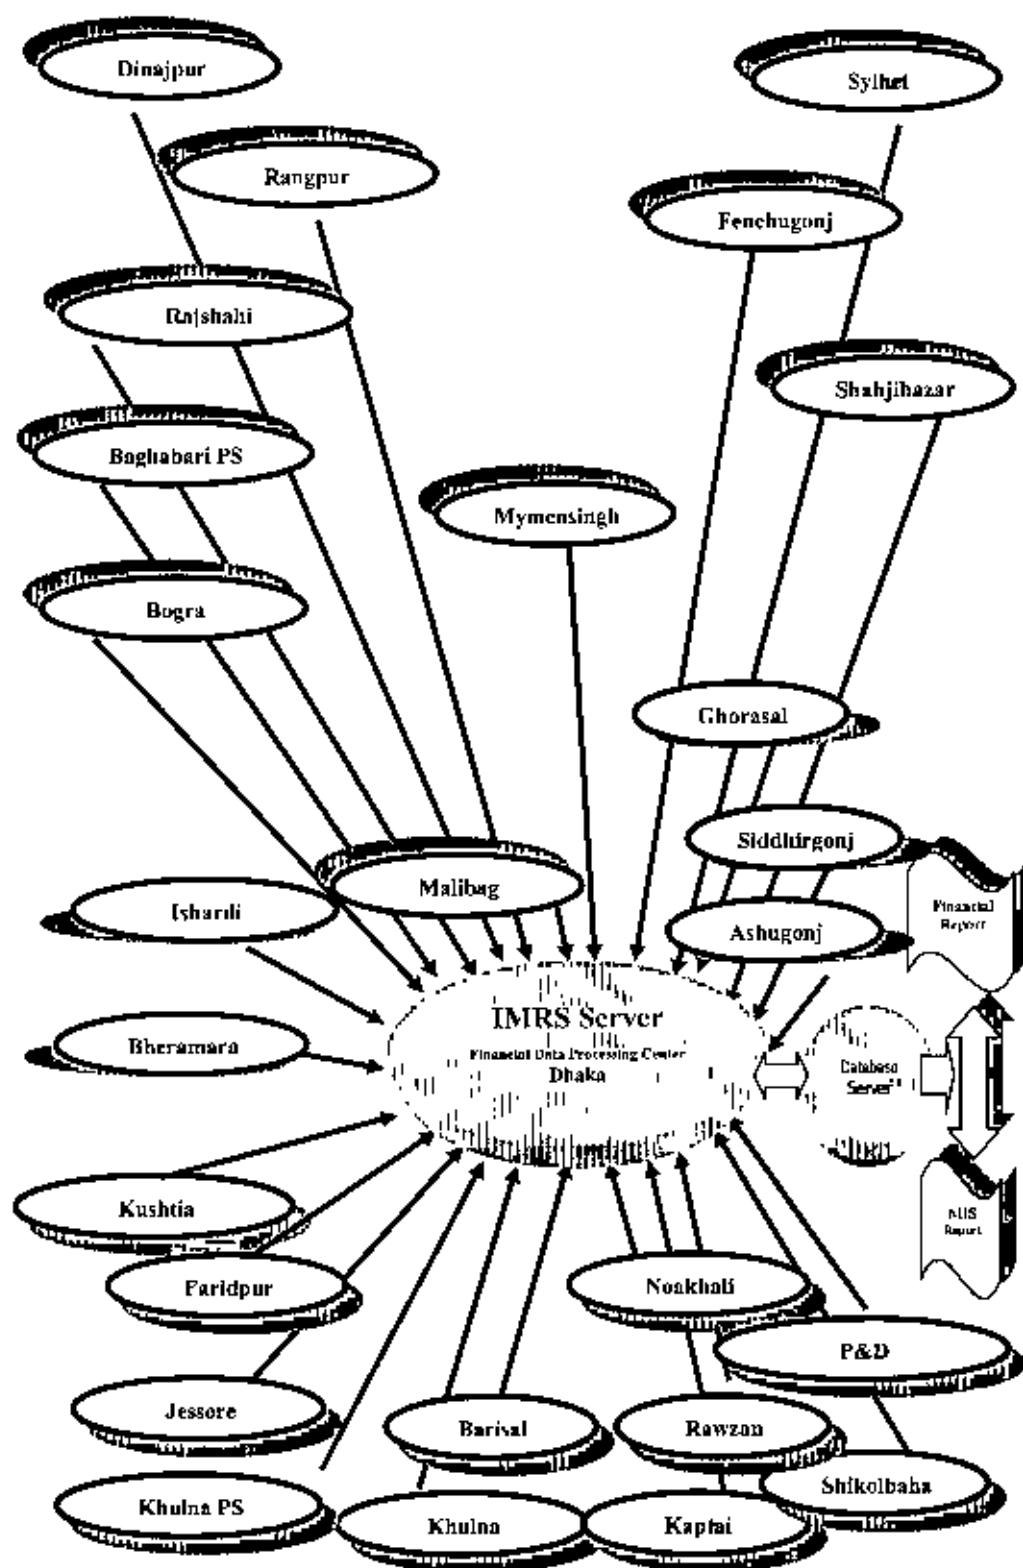 Dinajpur
Sylhet
Rangpur
Fenchugonj
Rajshahi
Shahjibazar
Baghabari PS
Mymensingh
Bogra
Ghorasal
Siddhirgonj
Malibag
Ishardi
Ashugonj
Financial
Report
IMRS Server
Financial Data Processing Center
Dhaka
Bheramara
Database
Server
Kushtia
MIS
Report
Faridpur
Noakhali
P&D
Jessore
Barisal
Rawzan
Shikolbaha
Khulna PS
Khulna
Kaptai